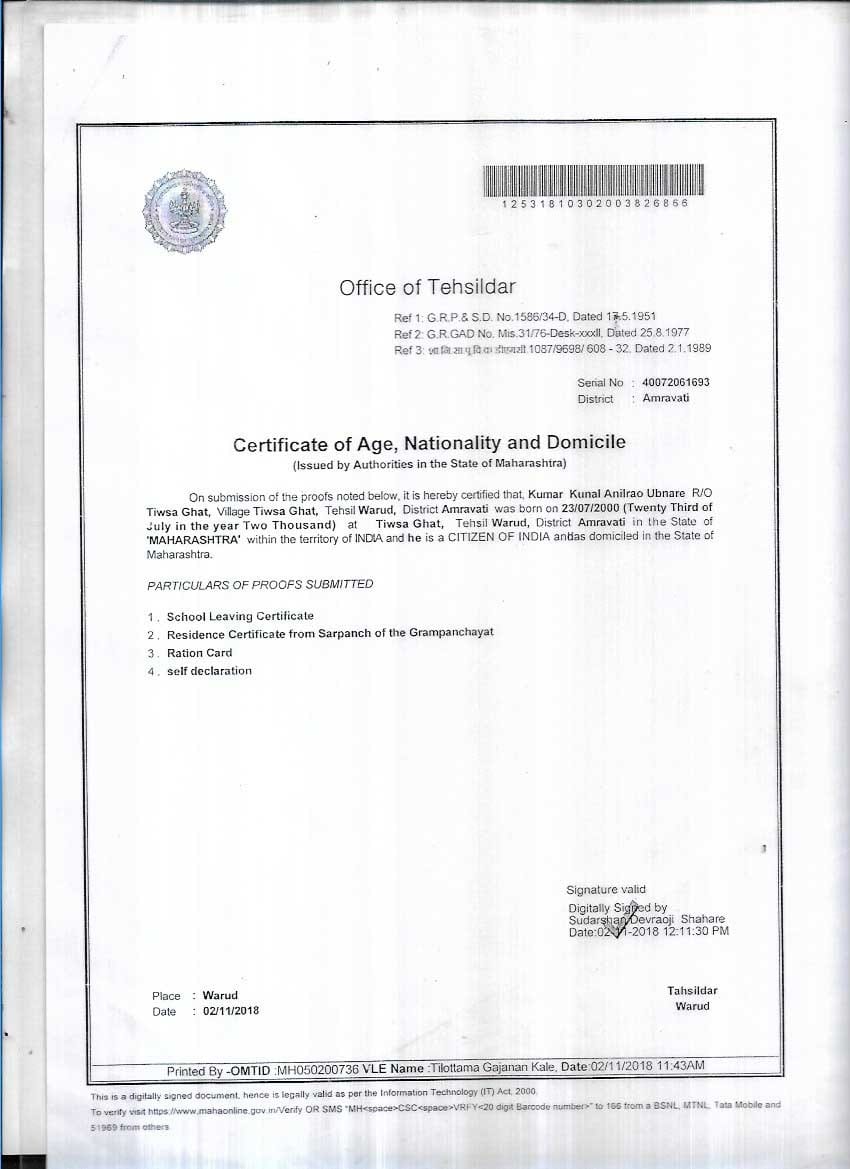 12531810302003826866
Office of Tehsildar
Ref 1: G.R.P.& S.D. No.1586/34-D, Dated 17.5.1951
Ref 2: G.R.GAD No. Mis.31/76-Desk-xxxII, Dated 25.8.1977
Ref 3: 1087/9698/ 608 - 32. Dated 2.1.1989
Serial No : 40072061693
District : Amravati
Certificate of Age, Nationality and Domicile
(Issued by Authorities in the State of Maharashtra)
On submission of the proofs noted below, it is hereby certified that, Kumar Kunal Anilrao Ubnare R/O
Tiwsa Ghat, Village Tiwsa Ghat, Tehsil Warud, District Amravati was born on 23/07/2000 (Twenty Third of
July in the year Two Thousand) at Tiwsa Ghat, Tehsil Warud, District Amravati in the State of
'MAHARASHTRA' within the territory of INDIA and he is a CITIZEN OF INDIA and domiciled in the State of
Maharashtra.
PARTICULARS OF PROOFS SUBMITTED
1 . School Leaving Certificate
2 . Residence Certificate from Sarpanch of the Grampanchayat
3 . Ration Card
4 . self declaration
Signature valid
Digitally Signed by
Sudarshan Devraoji Shahare
Date:02-11-2018 12:11:30 PM
Place : Warud
Date : 02/11/2018
Tahsildar
Warud
Printed By -OMTID :MH050200736 VLE Name :Tilottama Gajanan Kale, Date:02/11/2018 11:43AM
This is a digitally signed document, hence is legally valid as per the Information Technology (IT) Act, 2000.
To verify visit https://www.mahaonline.gov.in/Verify OR SMS "MH<space>CSC<space>VRFY<20 digit Barcode number>" to 166 from a BSNL, MTNL, Tata Mobile and
51969 from others.